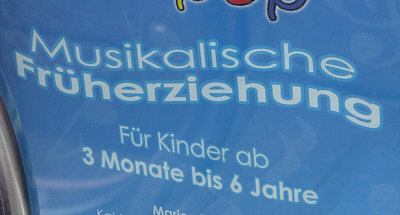 Musikalische
Früherziehung
Für Kinder ab
3 Monate bis 6 Jahre